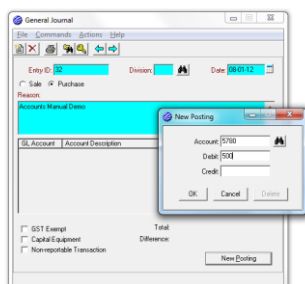 General Journal
File Commands Actions Help
Entry ID: 32 Division: Date: 08-01-12
Sale Purchase
Reason:
Accounts Manual Demo
GL Account Account Description
New Posting
Account: 5780
Debit: 500
Credit:
OK Cancel Delete
GST Exempt Total:
Capital Equipment Difference:
Non-reportable Transaction
New Posting